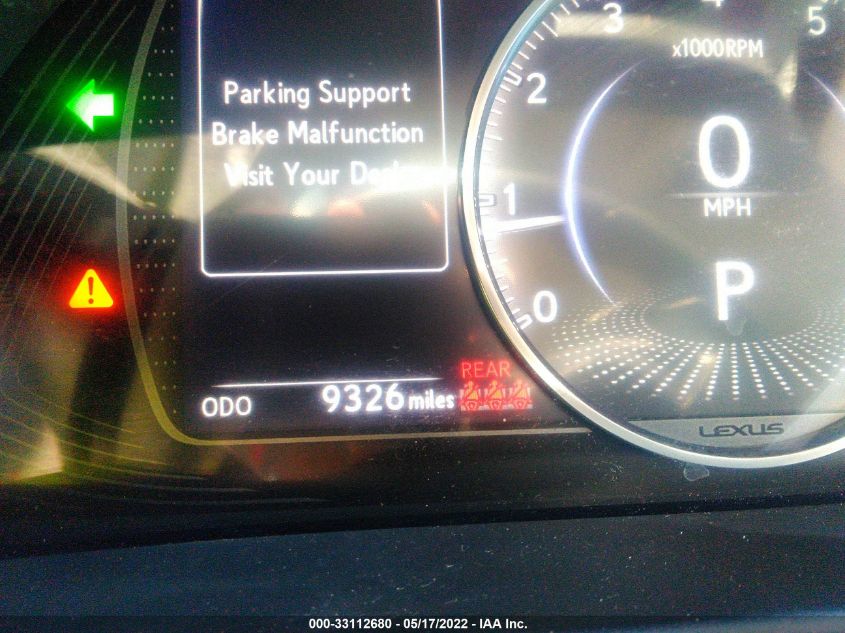 3 4 5
x1000RPM
2
Parking Support
Brake Malfunction
Visit Your
0
1
MPH
P
0
REAR
ODO 9326 miles
LEXUS
000-33112680 - 05/17/2022 - IAA Inc.